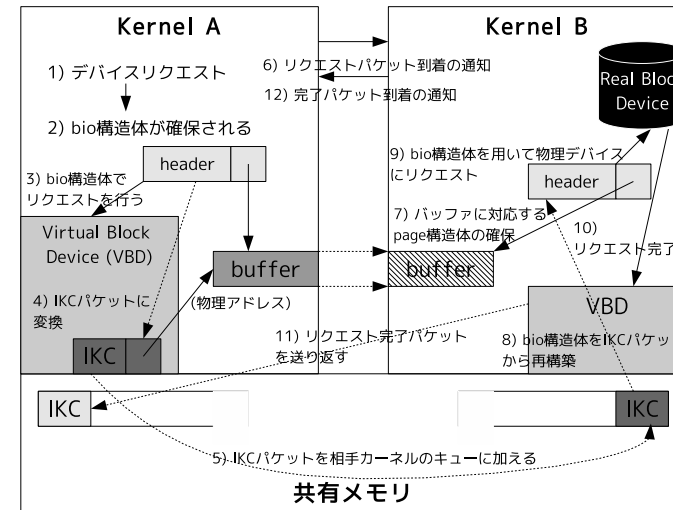 Kernel A
1) デバイスリクエスト
2) bio構造体が確保される
header
3) bio構造体で
リクエストを行う
Virtual Block
Device (VBD)
4) IKCパケットに
変換
IKC
buffer
(物理アドレス)
6) リクエストパケット到着の通知
12) 完了パケット到着の通知
Kernel B
Real Bloc
Device
9) bio構造体を用いて物理デバイス
にリクエスト
header
7) バッファに対応する
page構造体の確保
10)
リクエスト完了
buffer
VBD
8) bio構造体をIKCパケッ
から再構築
11) リクエスト完了パケット
を送り返す
IKC
IKC
5) IKCパケットを相手カーネルのキューに加える
共有メモリ